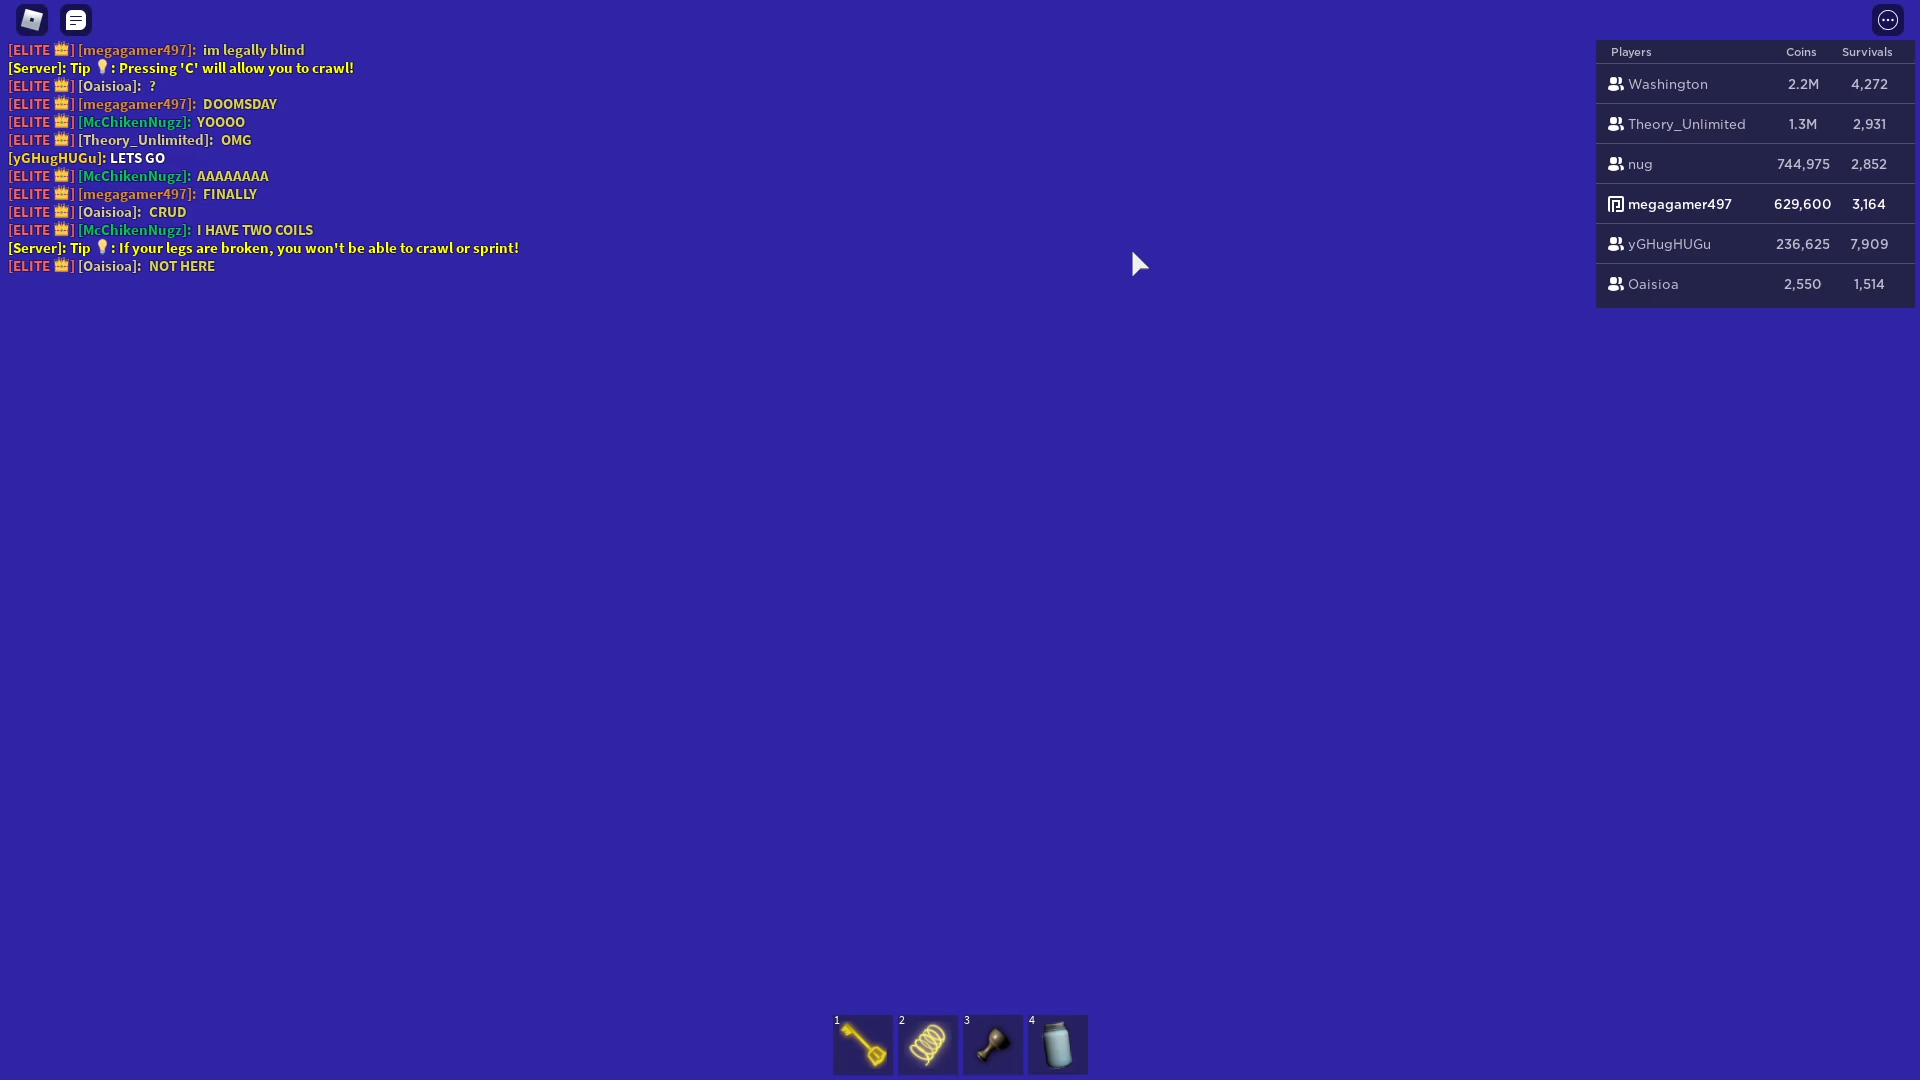 [ELITE 👑] [megagamer497]: im legally blind
[Server]: Tip 💡: Pressing 'C' will allow you to crawl!
[ELITE 👑] [Oaisioa]: ?
[ELITE 👑] [megagamer497]: DOOMSDAY
[ELITE 👑] [McChikenNugz]: YOOOO
[ELITE 👑] [Theory_Unlimited]: OMG
[yGHugHUGu]: LETS GO
[ELITE 👑] [McChikenNugz]: AAAAAAAA
[ELITE 👑] [megagamer497]: FINALLY
[ELITE 👑] [Oaisioa]: CRUD
[ELITE 👑] [McChikenNugz]: I HAVE TWO COILS
[Server]: Tip 💡: If your legs are broken, you won't be able to crawl or sprint!
[ELITE 👑] [Oaisioa]: NOT HERE
Players Coins Survivals
Washington 2.2M 4,272
Theory_Unlimited 1.3M 2,931
nug 744,975 2,852
megagamer497 629,600 3,164
yGHugHUGu 236,625 7,909
Oaisioa 2,550 1,514
1 2 3 4